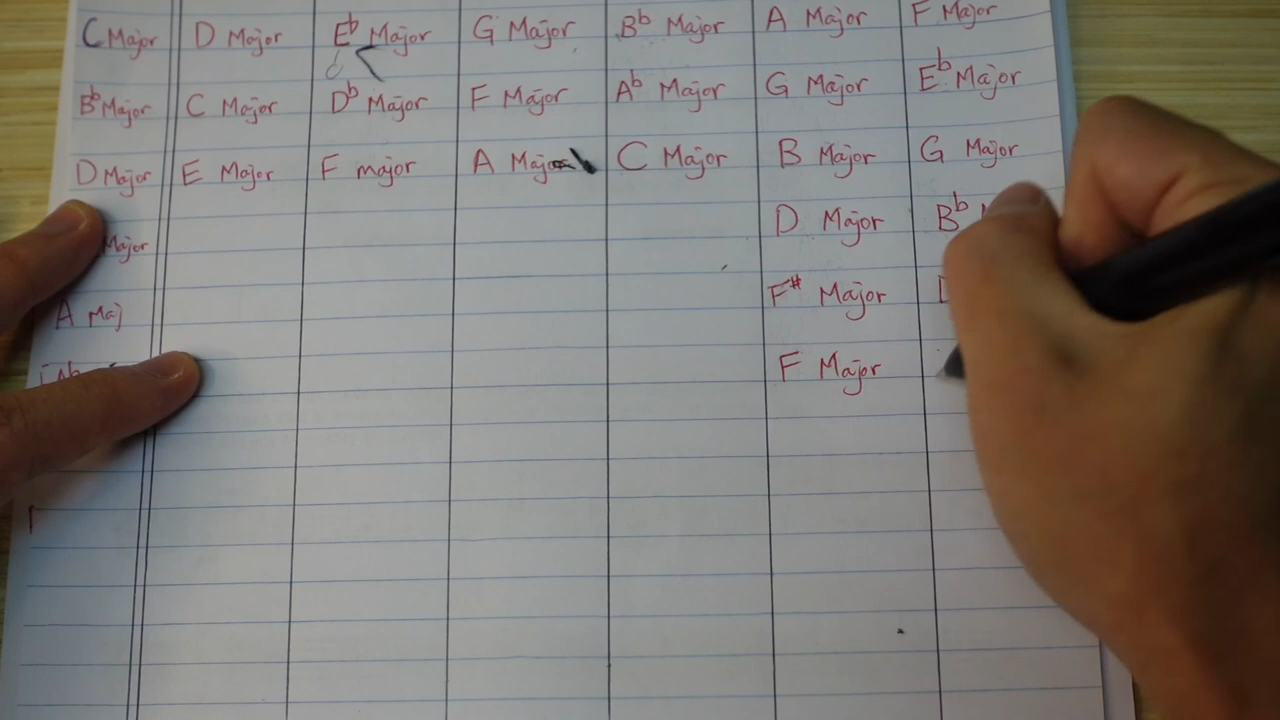 C Major D Major E♭ Major G Major B♭ Major A Major F Major
B♭ Major C Major D♭ Major F Major A♭ Major G Major E♭ Major
D Major E Major F major A Major C Major B Major G Major
Major D Major B♭
A Maj F# Major
F Major